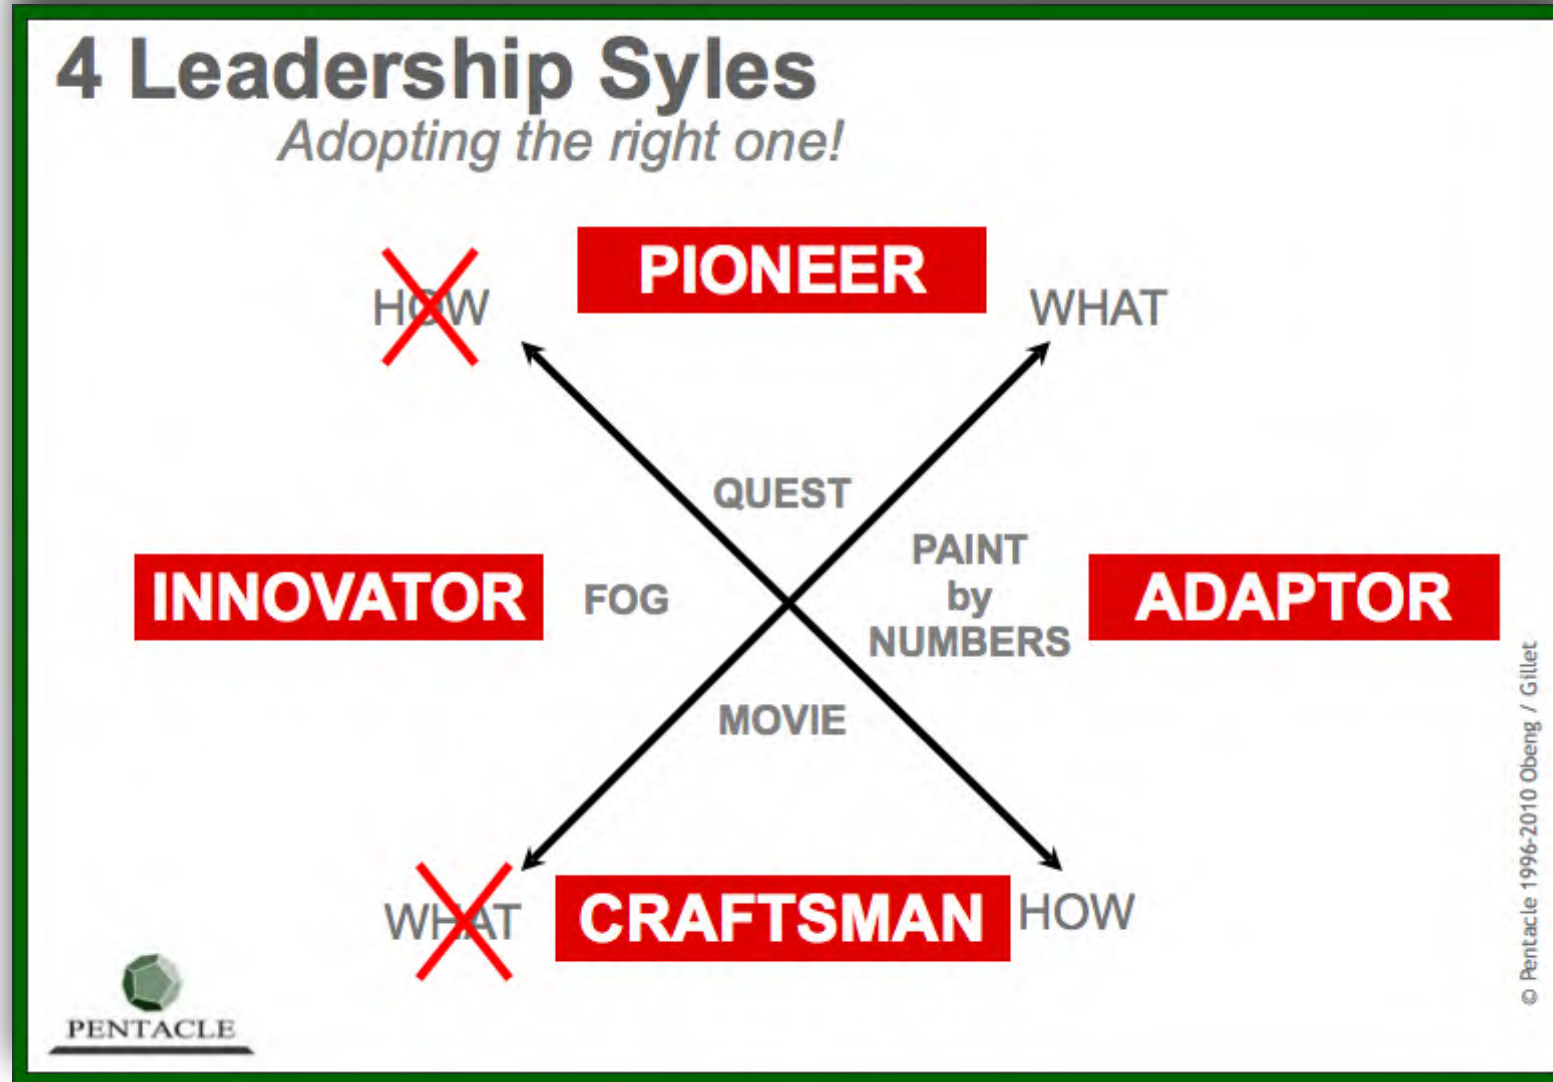 4 Leadership Syles
Adopting the right one!
PIONEER
HOW
WHAT
QUEST
PAINT
by
NUMBERS
INNOVATOR
FOG
ADAPTOR
MOVIE
WHAT
CRAFTSMAN
HOW
PENTACLE
© Pentacle 1996-2010 Obeng / Gillet